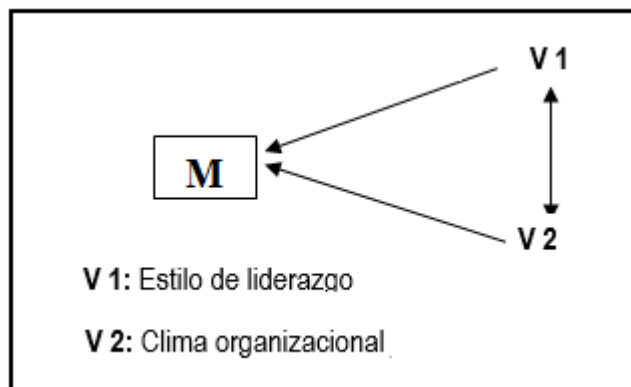 V 1
M
V 2
V 1: Estilo de liderazgo
V 2: Clima organizacional